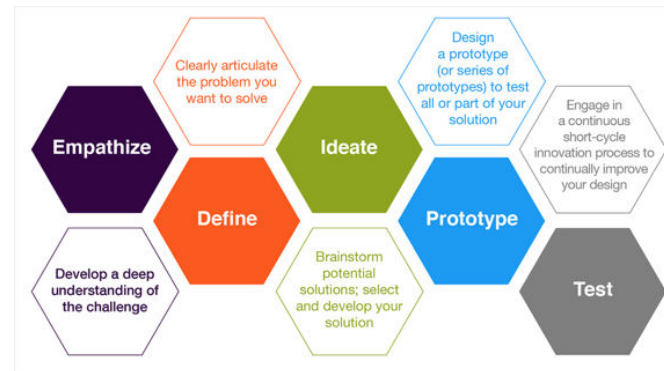 Empathize
Develop a deep
understanding of
the challenge
Clearly articulate
the problem you
want to solve
Define
Ideate
Brainstorm
potential
solutions; select
and develop your
solution
Design
a prototype
(or series of
prototypes) to test
all or part of your
solution
Prototype
Engage in
a continuous
short-cycle
innovation process to
continually improve
your design
Test